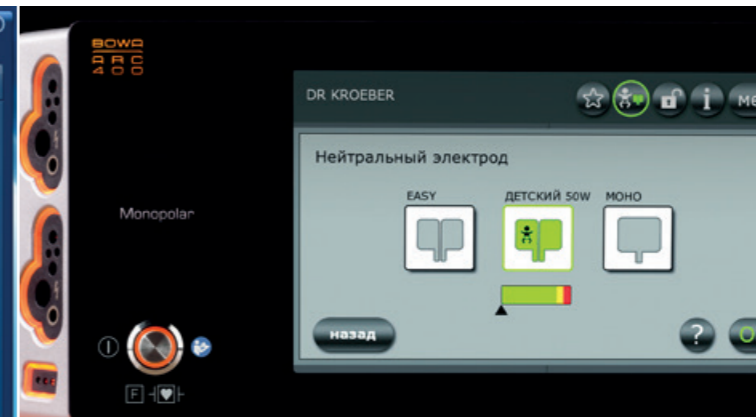 BOWA
ARC
400
DR KROEBER
i
Нейтральный электрод
EASY
ДЕТСКИЙ 50W
МОНО
Monopolar
назад
?
F